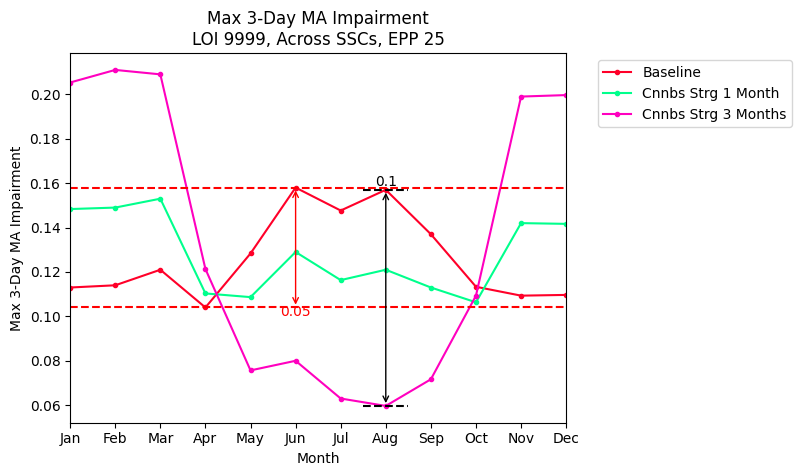 Max 3-Day MA Impairment
LOI 9999, Across SSCs, EPP 25
Baseline
Cnnbs Strg 1 Month
Cnnbs Strg 3 Months
Max 3-Day MA Impairment
0.20
0.18
0.16
0.14
0.12
0.10
0.08
0.06
0.1
0.05
Jan Feb Mar Apr May Jun Jul Aug Sep Oct Nov Dec
Month